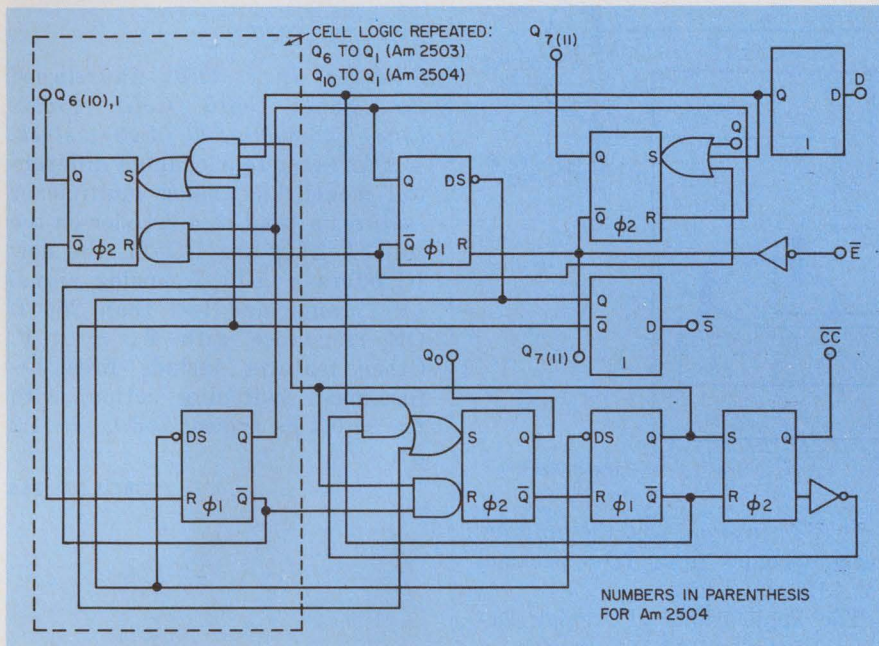 CELL LOGIC REPEATED:
Q6 TO Q1 (Am 2503)
Q10 TO Q1 (Am 2504)
Q7(11)
Q6(10),1
Q D D
1
Q S Q
Q̅ ϕ2 R
Q DS
Q̅ ϕ1 R
Q S
Q̅ ϕ2 R
E̅
Q
Q̅ D S̅
1
Q7(11)
Q0
C̅C̅
DS Q
R ϕ1 Q̅
S Q
R ϕ2 Q̅
DS Q
R ϕ1 Q̅
S Q
R ϕ2
NUMBERS IN PARENTHESIS
FOR Am 2504